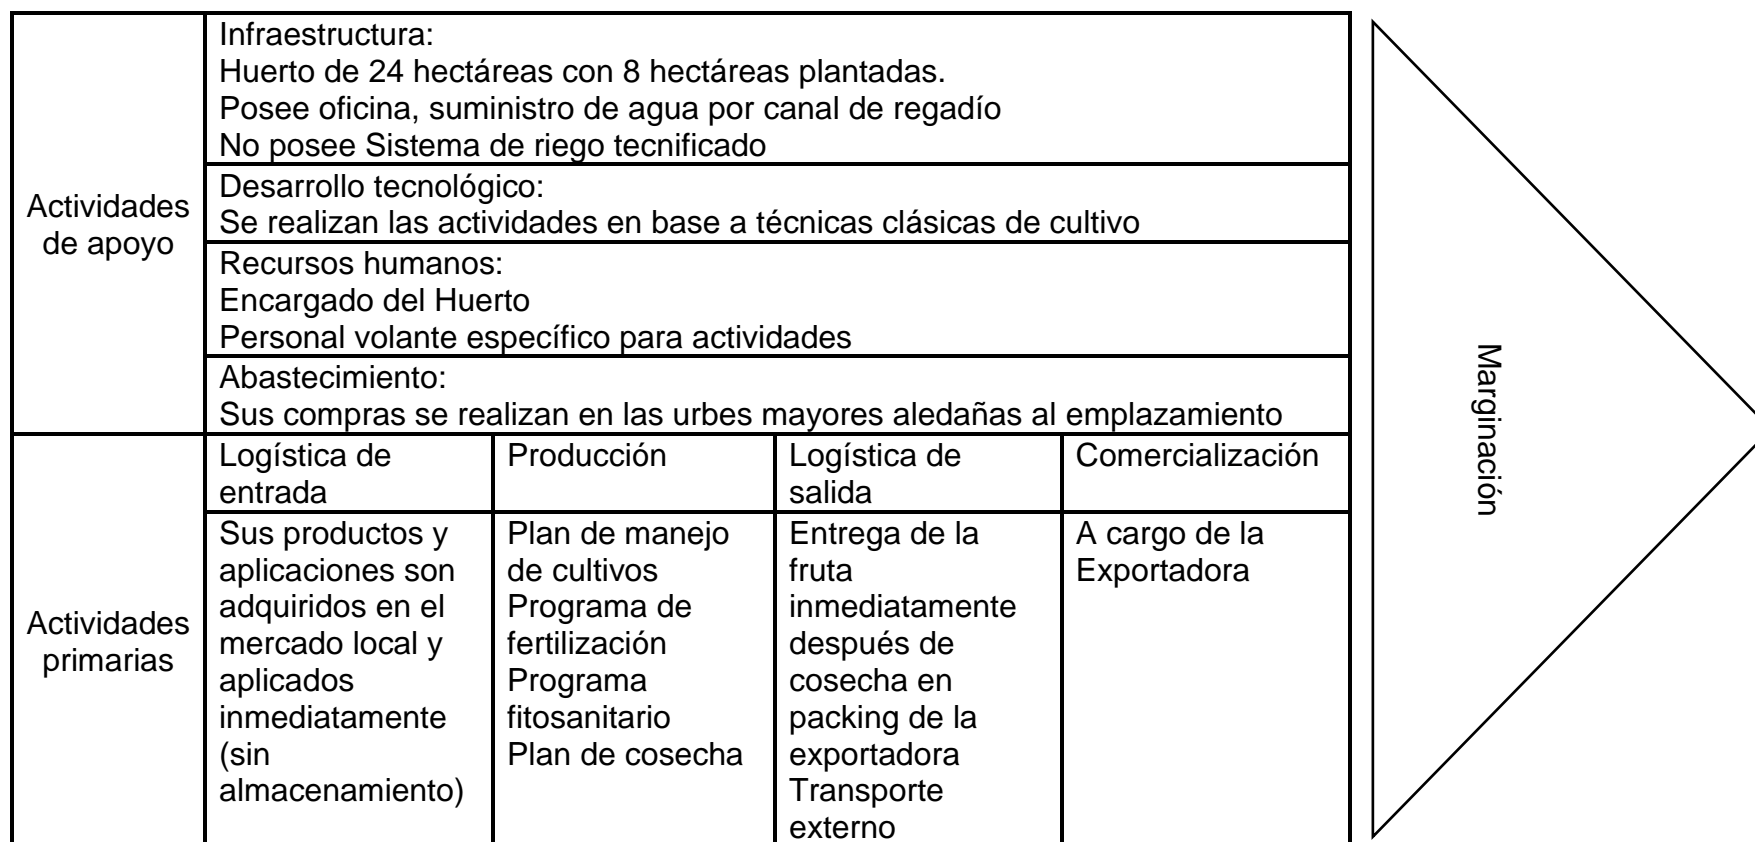 Actividades
de apoyo
Infraestructura:
Huerto de 24 hectáreas con 8 hectáreas plantadas.
Posee oficina, suministro de agua por canal de regadío
No posee Sistema de riego tecnificado
Desarrollo tecnológico:
Se realizan las actividades en base a técnicas clásicas de cultivo
Recursos humanos:
Encargado del Huerto
Personal volante específico para actividades
Abastecimiento:
Sus compras se realizan en las urbes mayores aledañas al emplazamiento
Actividades
primarias
Logística de
entrada
Producción
Logística de
salida
Comercialización
Sus productos y
aplicaciones son
adquiridos en el
mercado local y
aplicados
inmediatamente
(sin
almacenamiento)
Plan de manejo
de cultivos
Programa de
fertilización
Programa
fitosanitario
Plan de cosecha
Entrega de la
fruta
inmediatamente
después de
cosecha en
packing de la
exportadora
Transporte
externo
A cargo de la
Exportadora
Marginación